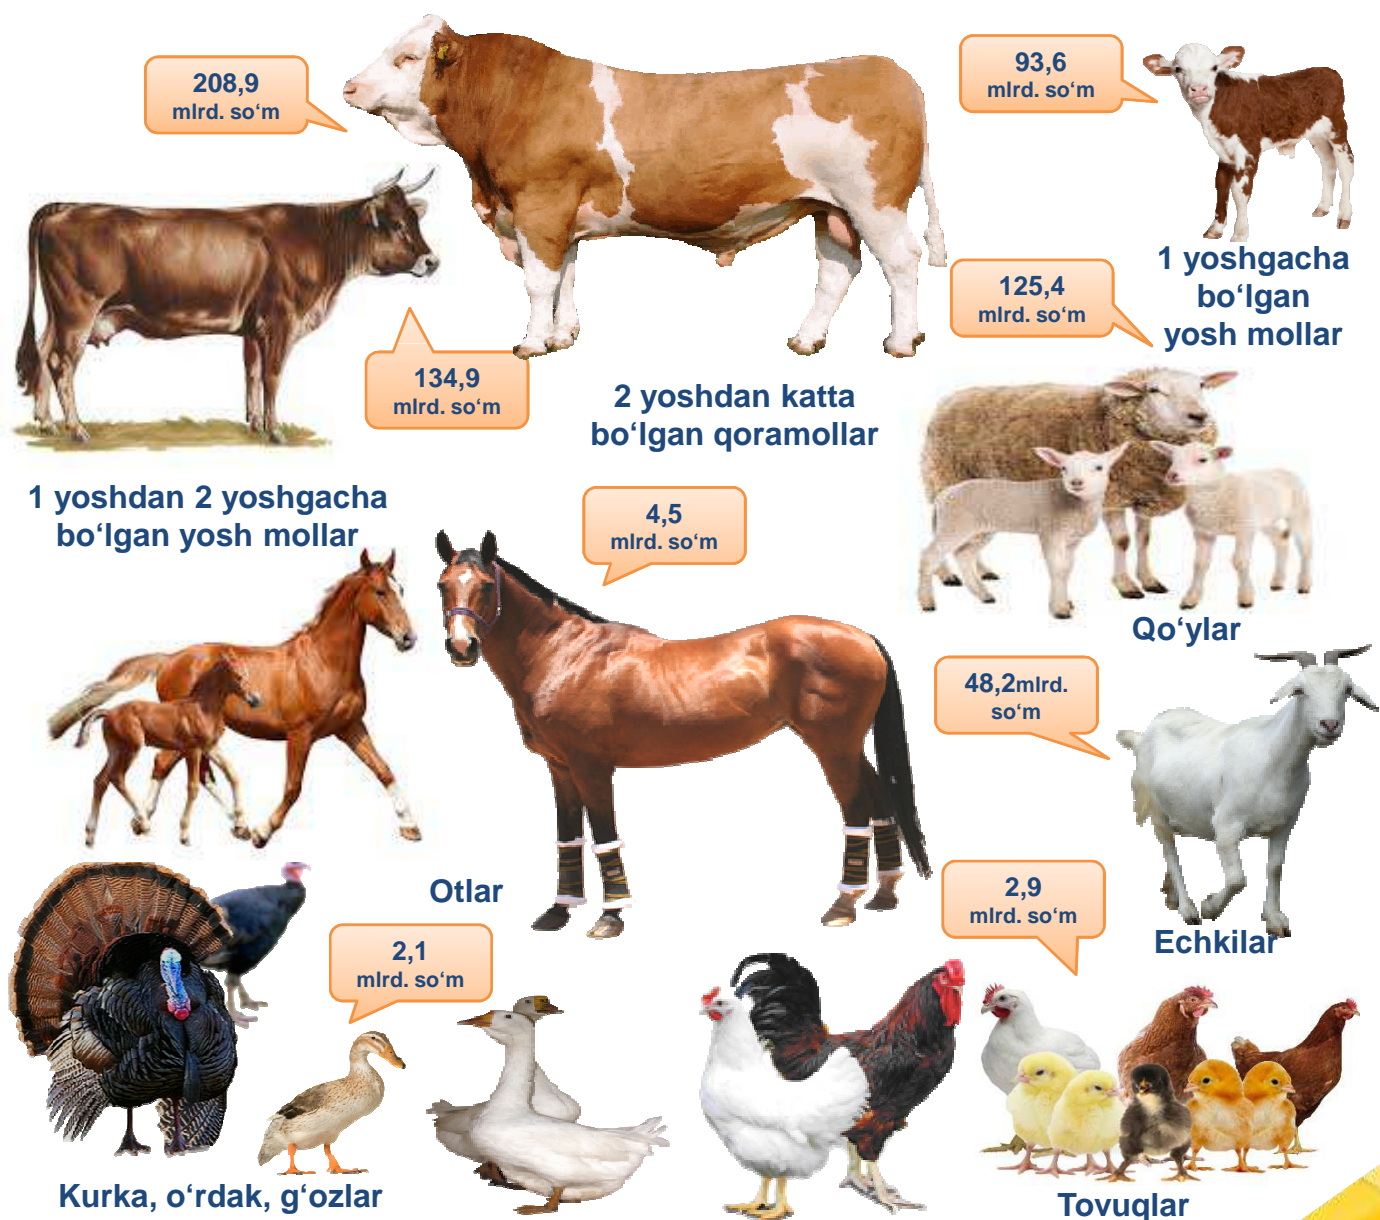 208,9
mlrd. so‘m
93,6
mlrd. so‘m
1 yoshgacha
bo‘lgan
yosh mollar
125,4
mlrd. so‘m
134,9
mlrd. so‘m
2 yoshdan katta
bo‘lgan qoramollar
1 yoshdan 2 yoshgacha
bo‘lgan yosh mollar
4,5
mlrd. so‘m
Qo‘ylar
48,2mlrd.
so‘m
Otlar
2,9
mlrd. so‘m
Echkilar
2,1
mlrd. so‘m
Kurka, o‘rdak, g‘ozlar
Tovuqlar